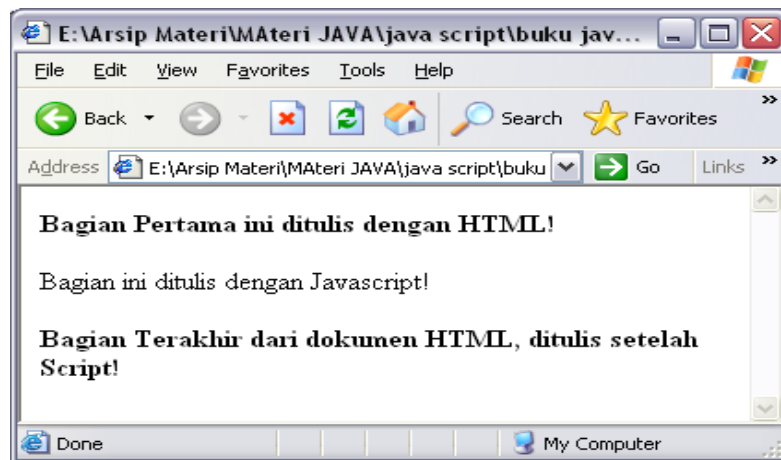 E:\Arsip Materi\MAteri JAVA\java script\buku jav...
File Edit View Favorites Tools Help
Back Search Favorites »
Address E:\Arsip Materi\MAteri JAVA\java script\buku Go Links »
Bagian Pertama ini ditulis dengan HTML!
Bagian ini ditulis dengan Javascript!
Bagian Terakhir dari dokumen HTML, ditulis setelah
Script!
Done My Computer